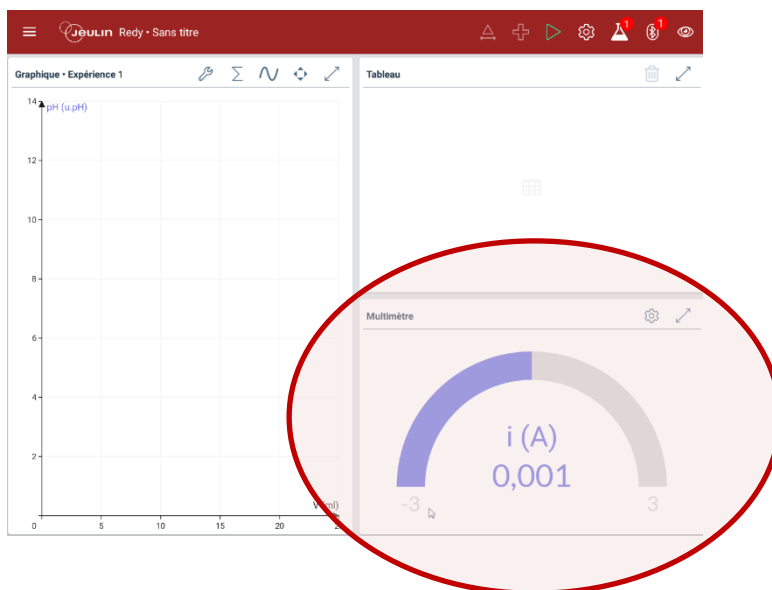 Jeulin Redy • Sans titre
1
1
Graphique • Expérience 1
Tableau
14
pH (u.pH)
12
10
8
6
4
2
0
5
10
15
20
Multimètre
i (A)
0,001
-3
3